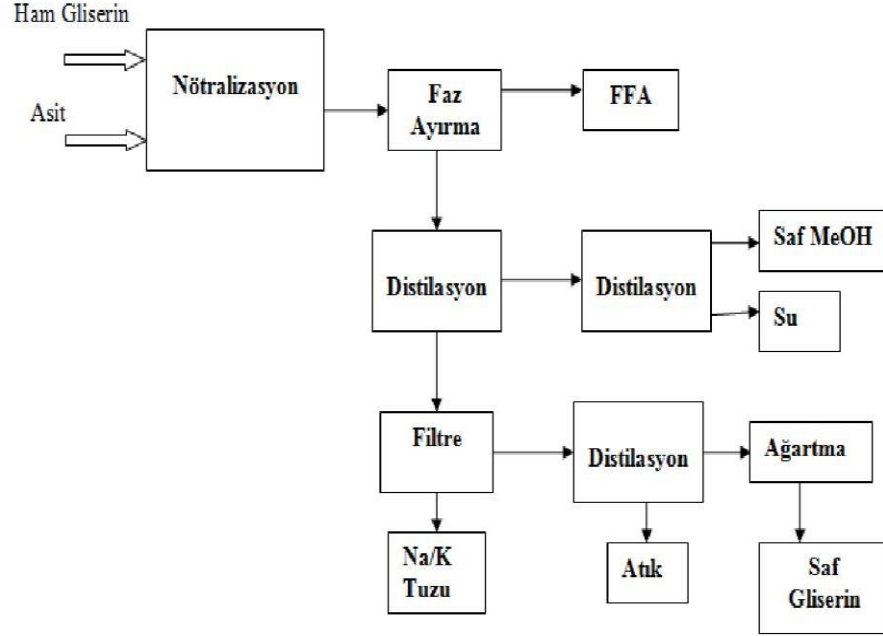 Ham Gliserin
Asit
Nötralizasyon
Faz
Ayırma
FFA
Distilasyon
Distilasyon
Saf MeOH
Su
Filtre
Distilasyon
Ağartma
Na/K
Tuzu
Atık
Saf
Gliserin